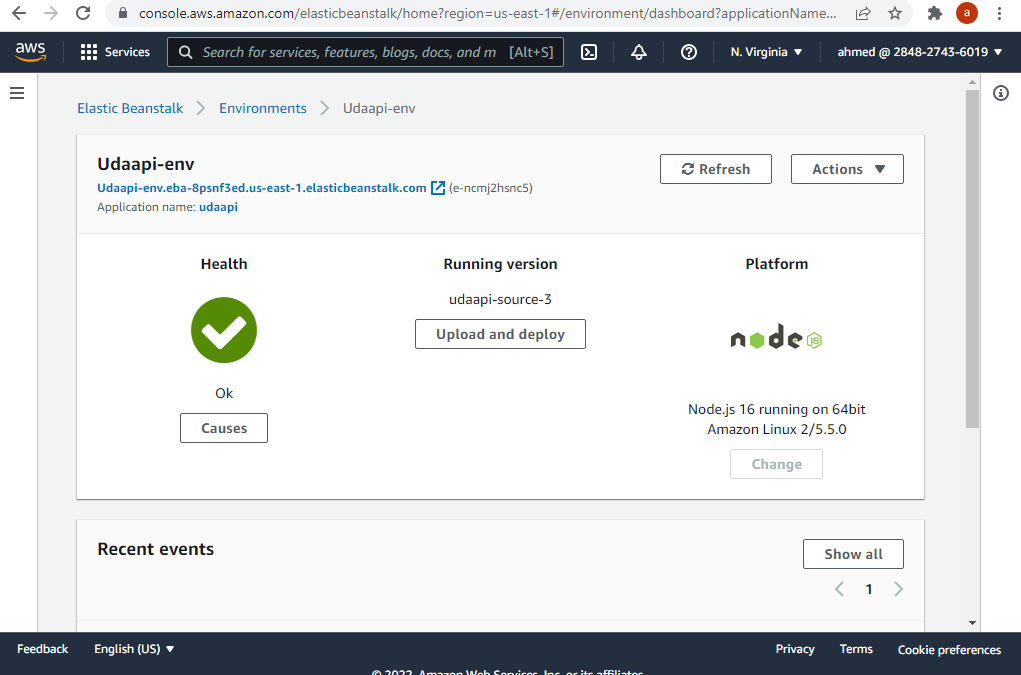 console.aws.amazon.com/elasticbeanstalk/home?region=us-east-1#/environment/dashboard?applicationName...
a
aws
Services
Search for services, features, blogs, docs, and m
[Alt+S]
N. Virginia
ahmed @ 2848-2743-6019
Elastic Beanstalk
Environments
Udaapi-env
Udaapi-env
Refresh
Actions
Udaapi-env.eba-8psnf3ed.us-east-1.elasticbeanstalk.com (e-ncmj2hsnc5)
Application name: udaapi
Health
Ok
Causes
Running version
udaapi-source-3
Upload and deploy
Platform
node JS
Node.js 16 running on 64bit
Amazon Linux 2/5.5.0
Change
Recent events
Show all
1
Feedback
English (US)
Privacy
Terms
Cookie preferences
© 2022, Amazon Web Services, Inc. or its affiliates.